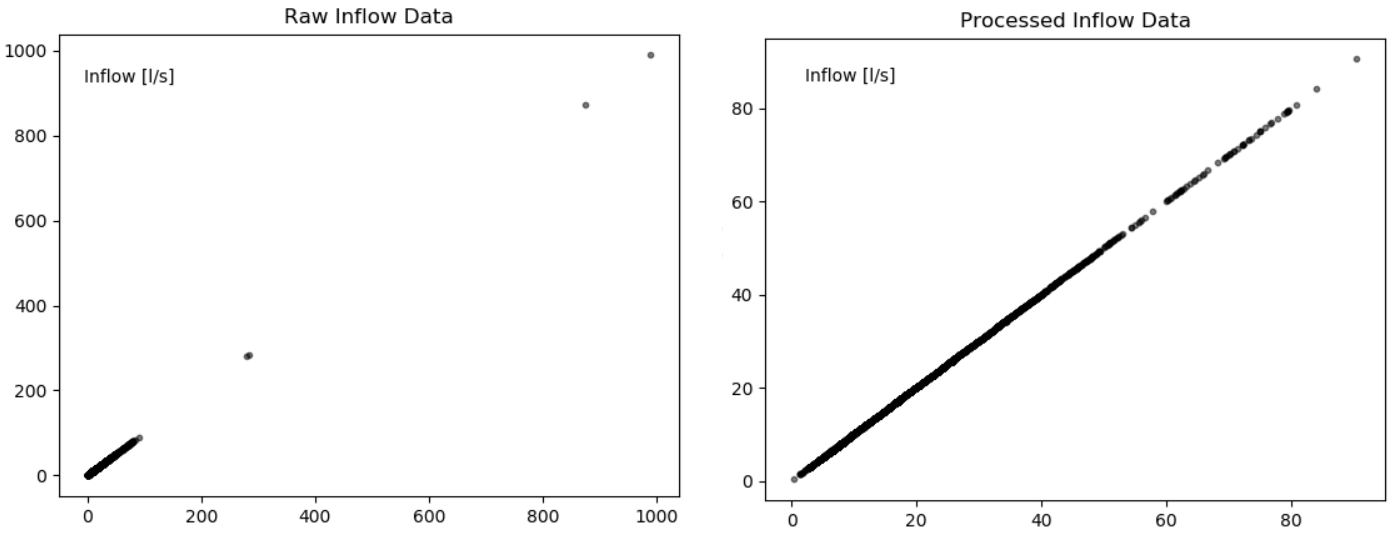 Raw Inflow Data
1000
800
600
400
200
0
Inflow [l/s]
0 200 400 600 800 1000
Processed Inflow Data
80
60
40
20
0
Inflow [l/s]
0 20 40 60 80